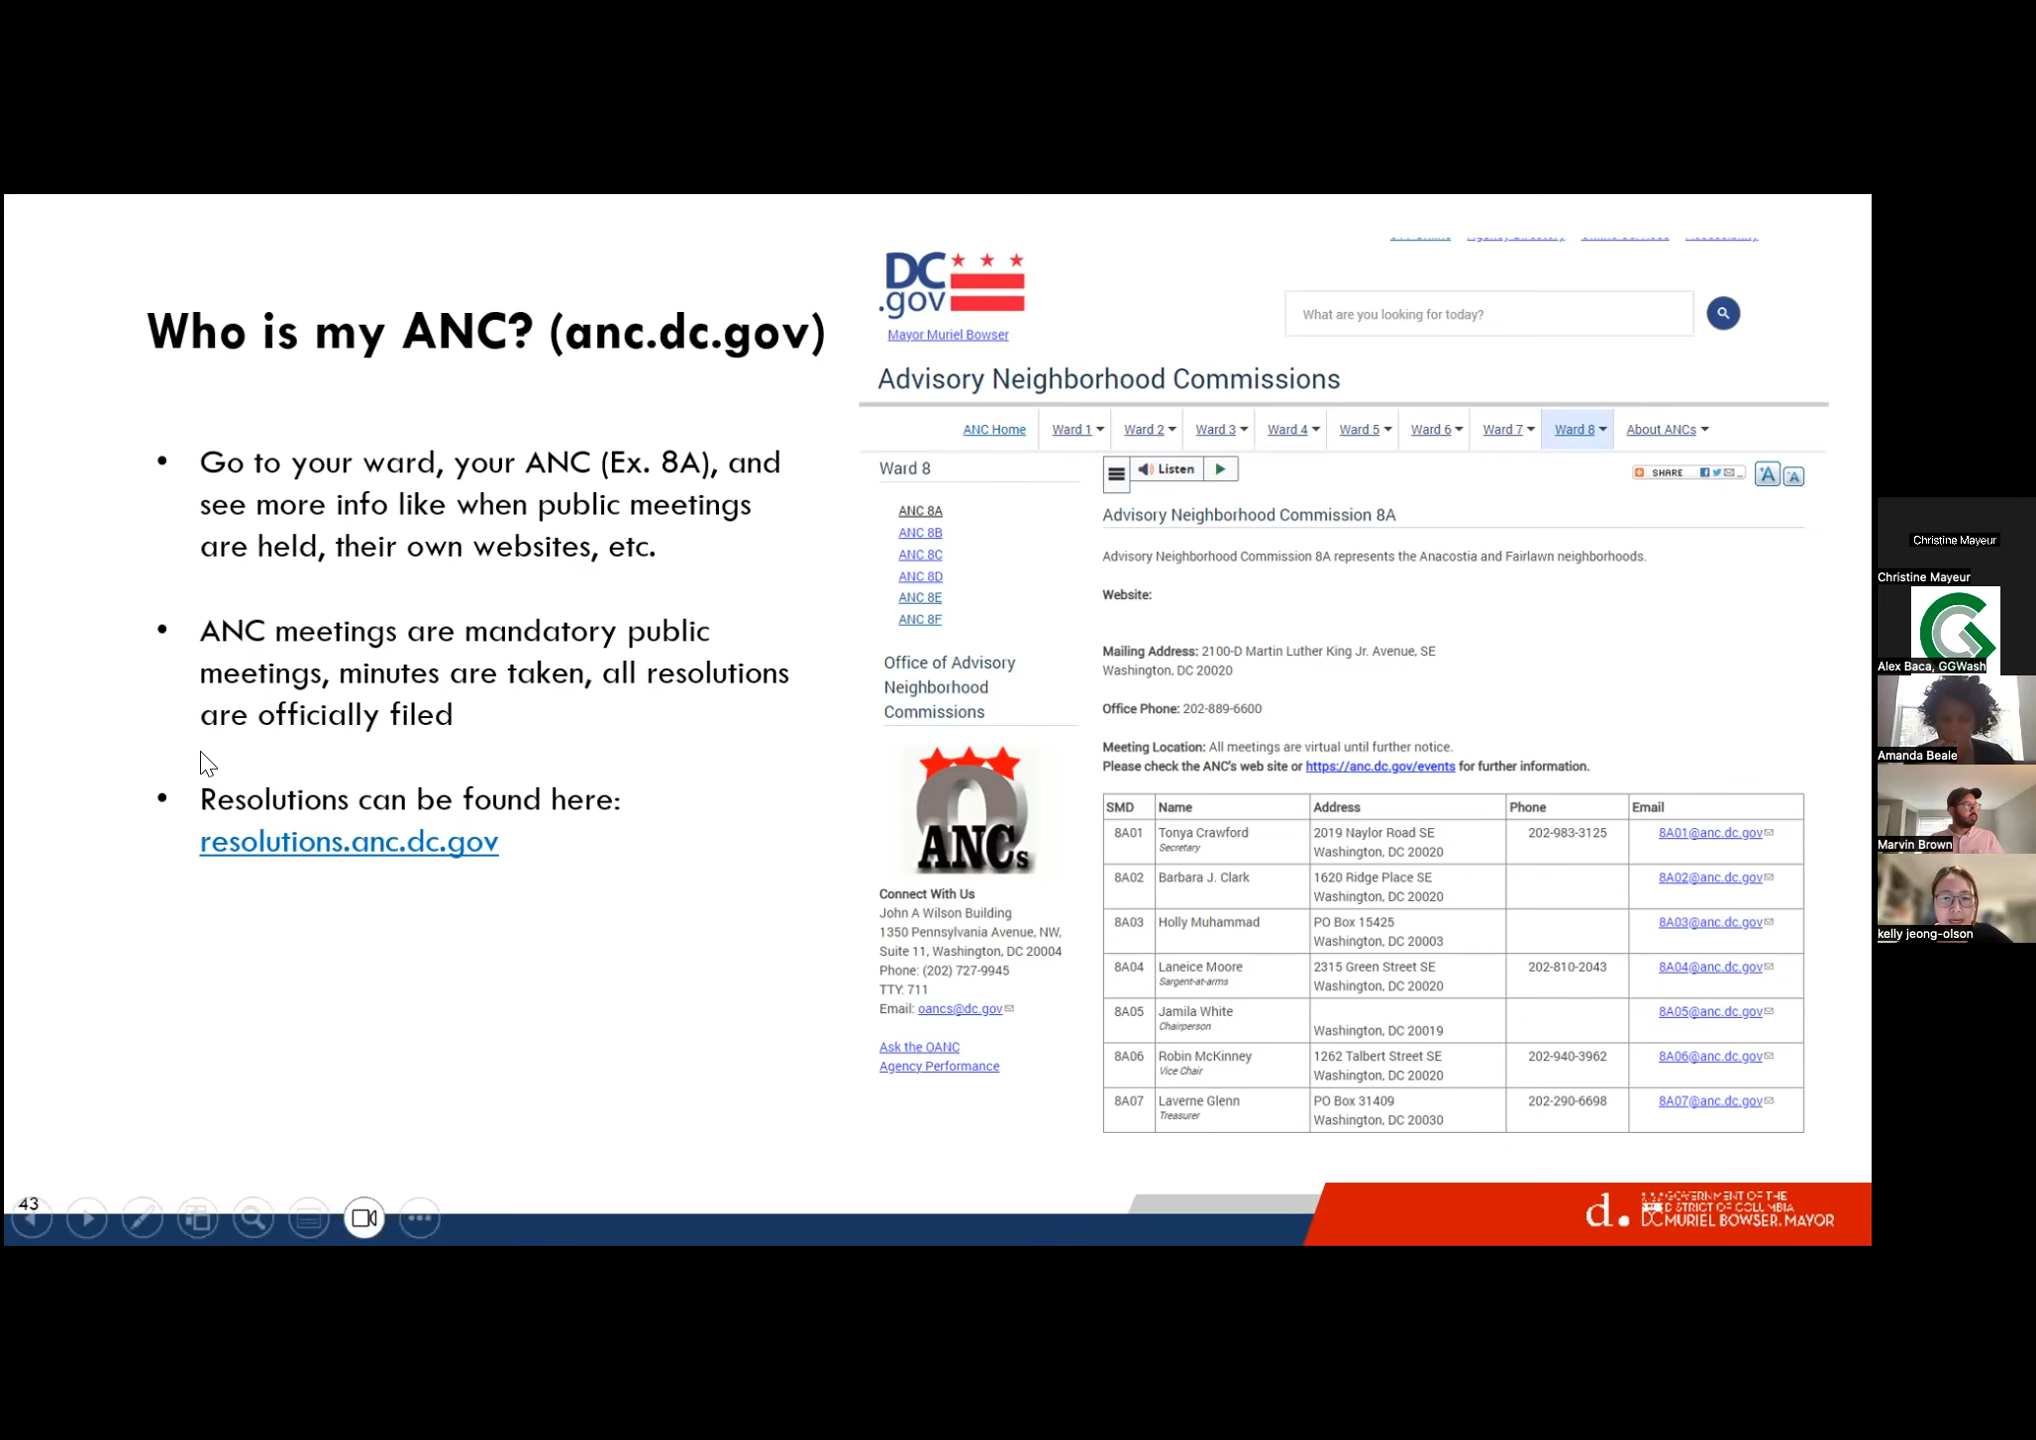 Who is my ANC? (anc.dc.gov)
• Go to your ward, your ANC (Ex. 8A), and
see more info like when public meetings
are held, their own websites, etc.
• ANC meetings are mandatory public
meetings, minutes are taken, all resolutions
are officially filed
• Resolutions can be found here:
resolutions.anc.dc.gov
43
DC
.gov
Mayor Muriel Bowser
What are you looking for today?
Advisory Neighborhood Commissions
ANC Home Ward 1 Ward 2 Ward 3 Ward 4 Ward 5 Ward 6 Ward 7 Ward 8 About ANCs
Ward 8
ANC 8A
ANC 8B
ANC 8C
ANC 8D
ANC 8E
ANC 8F
Office of Advisory
Neighborhood
Commissions
ANCs
Connect With Us
John A Wilson Building
1350 Pennsylvania Avenue, NW,
Suite 11, Washington, DC 20004
Phone: (202) 727-9945
TTY: 711
Email: oancs@dc.gov
Ask the OANC
Agency Performance
Listen
SHARE
A A
Advisory Neighborhood Commission 8A
Advisory Neighborhood Commission 8A represents the Anacostia and Fairlawn neighborhoods.
Website:
Mailing Address: 2100-D Martin Luther King Jr. Avenue, SE
Washington, DC 20020
Office Phone: 202-889-6600
Meeting Location: All meetings are virtual until further notice.
Please check the ANC's web site or https://anc.dc.gov/events for further information.
SMD Name Address Phone Email
8A01 Tonya Crawford 2019 Naylor Road SE 202-983-3125 8A01@anc.dc.gov
Secretary Washington, DC 20020
8A02 Barbara J. Clark 1620 Ridge Place SE 8A02@anc.dc.gov
Washington, DC 20020
8A03 Holly Muhammad PO Box 15425 8A03@anc.dc.gov
Washington, DC 20003
8A04 Laneice Moore 2315 Green Street SE 202-810-2043 8A04@anc.dc.gov
Sargent-at-arms Washington, DC 20020
8A05 Jamila White 8A05@anc.dc.gov
Chairperson Washington, DC 20019
8A06 Robin McKinney 1262 Talbert Street SE 202-940-3962 8A06@anc.dc.gov
Vice Chair Washington, DC 20020
8A07 Laverne Glenn PO Box 31409 202-290-6698 8A07@anc.dc.gov
Treasurer Washington, DC 20030
d.
GOVERNMENT OF THE
DISTRICT OF COLUMBIA
DC MURIEL BOWSER, MAYOR
Christine Mayeur
Christine Mayeur
Alex Baca, GGWash
Amanda Beale
Marvin Brown
kelly jeong-olson